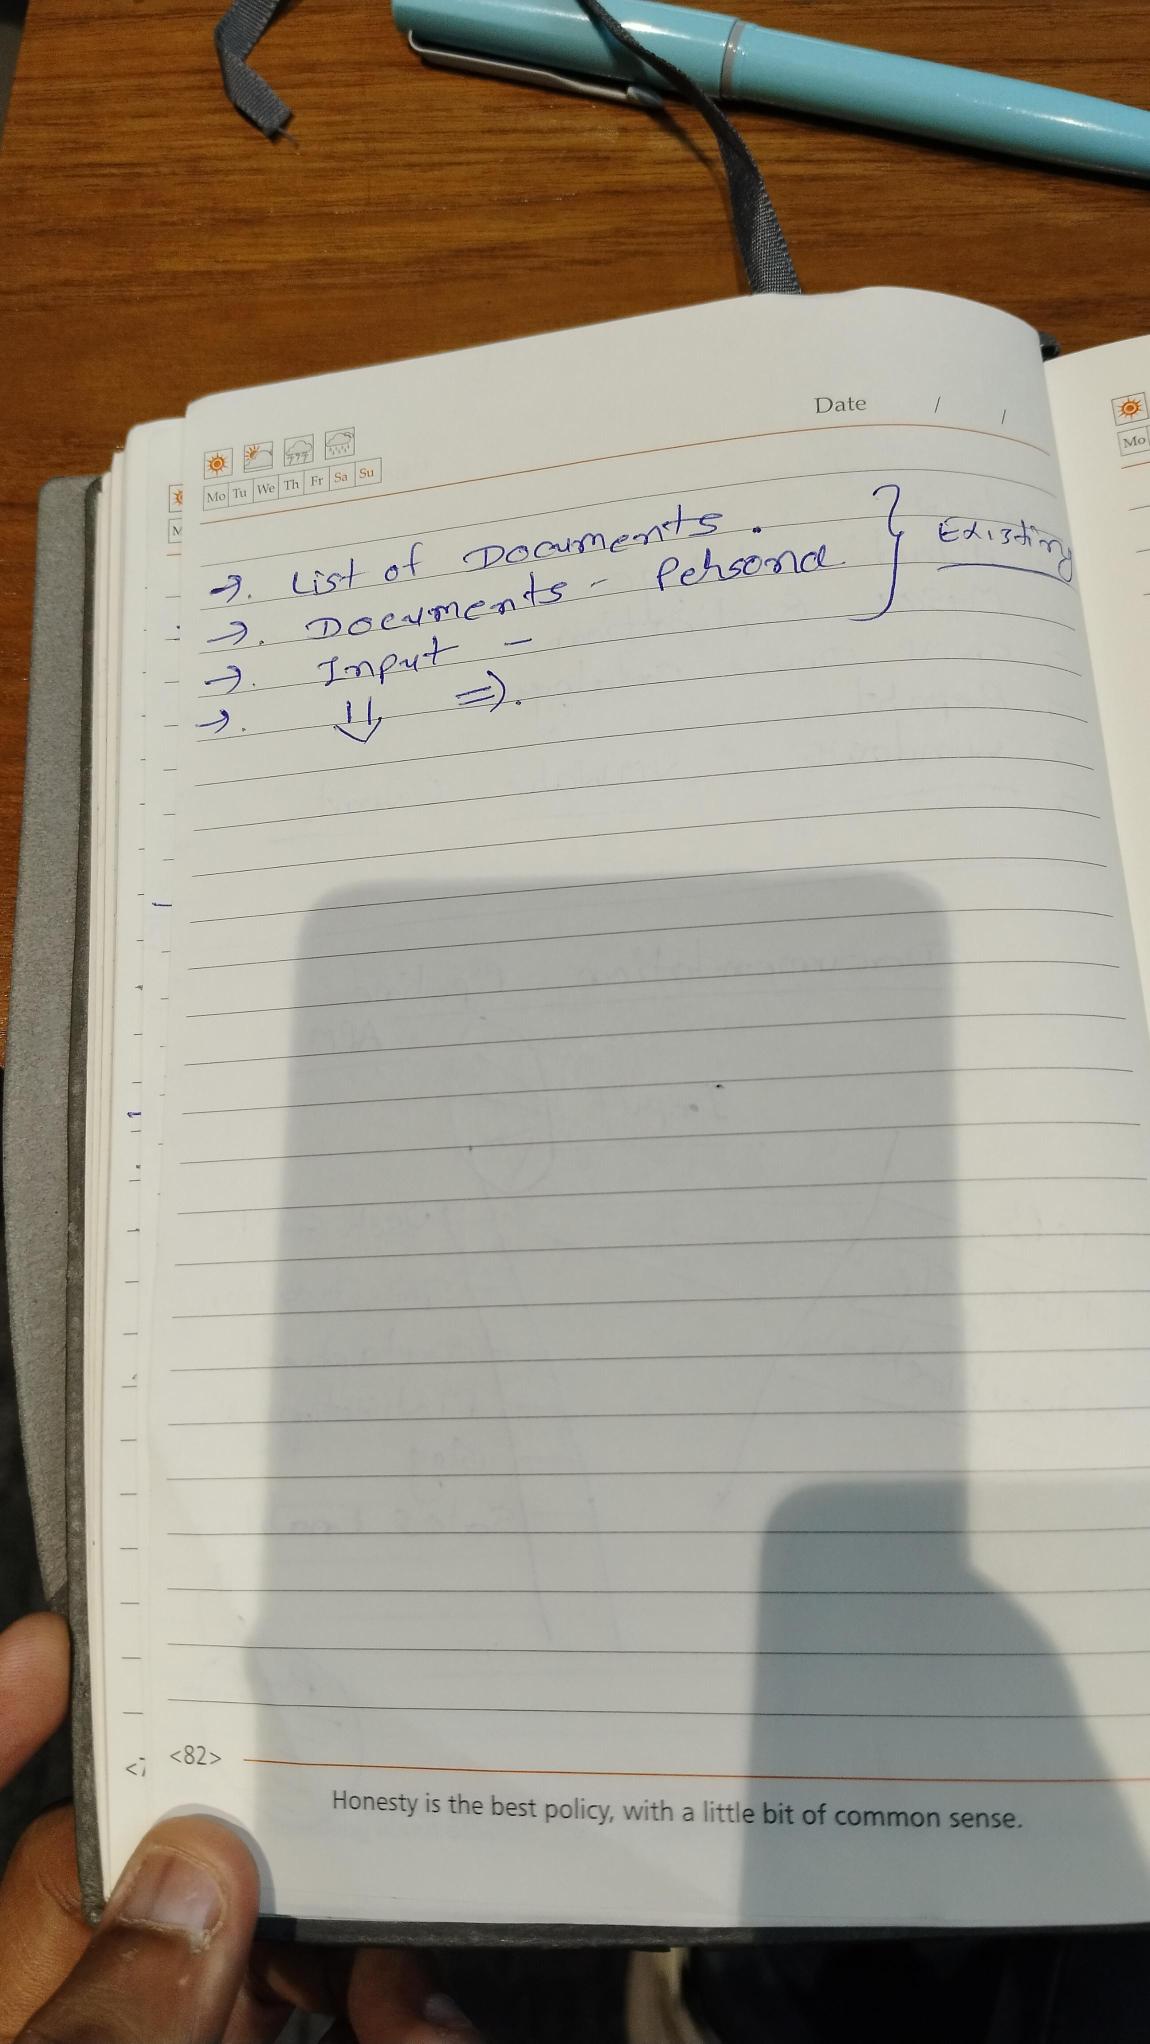 Date / /
Mo Tu We Th Fr Sa Su
Mo
→. List of Documents.
→. Documents - Persona } Existing
→. Input -
→. ⇓ ⇒.
<82>
Honesty is the best policy, with a little bit of common sense.